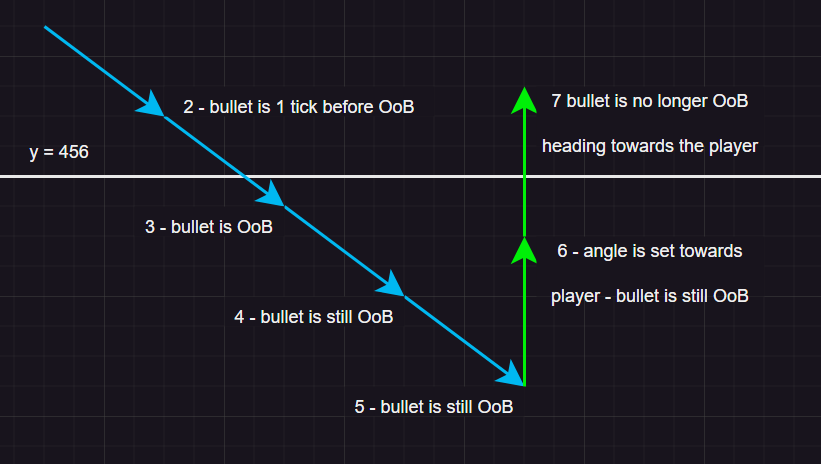 2 - bullet is 1 tick before OoB
7 bullet is no longer OoB
heading towards the player
y = 456
3 - bullet is OoB
6 - angle is set towards
player - bullet is still OoB
4 - bullet is still OoB
5 - bullet is still OoB